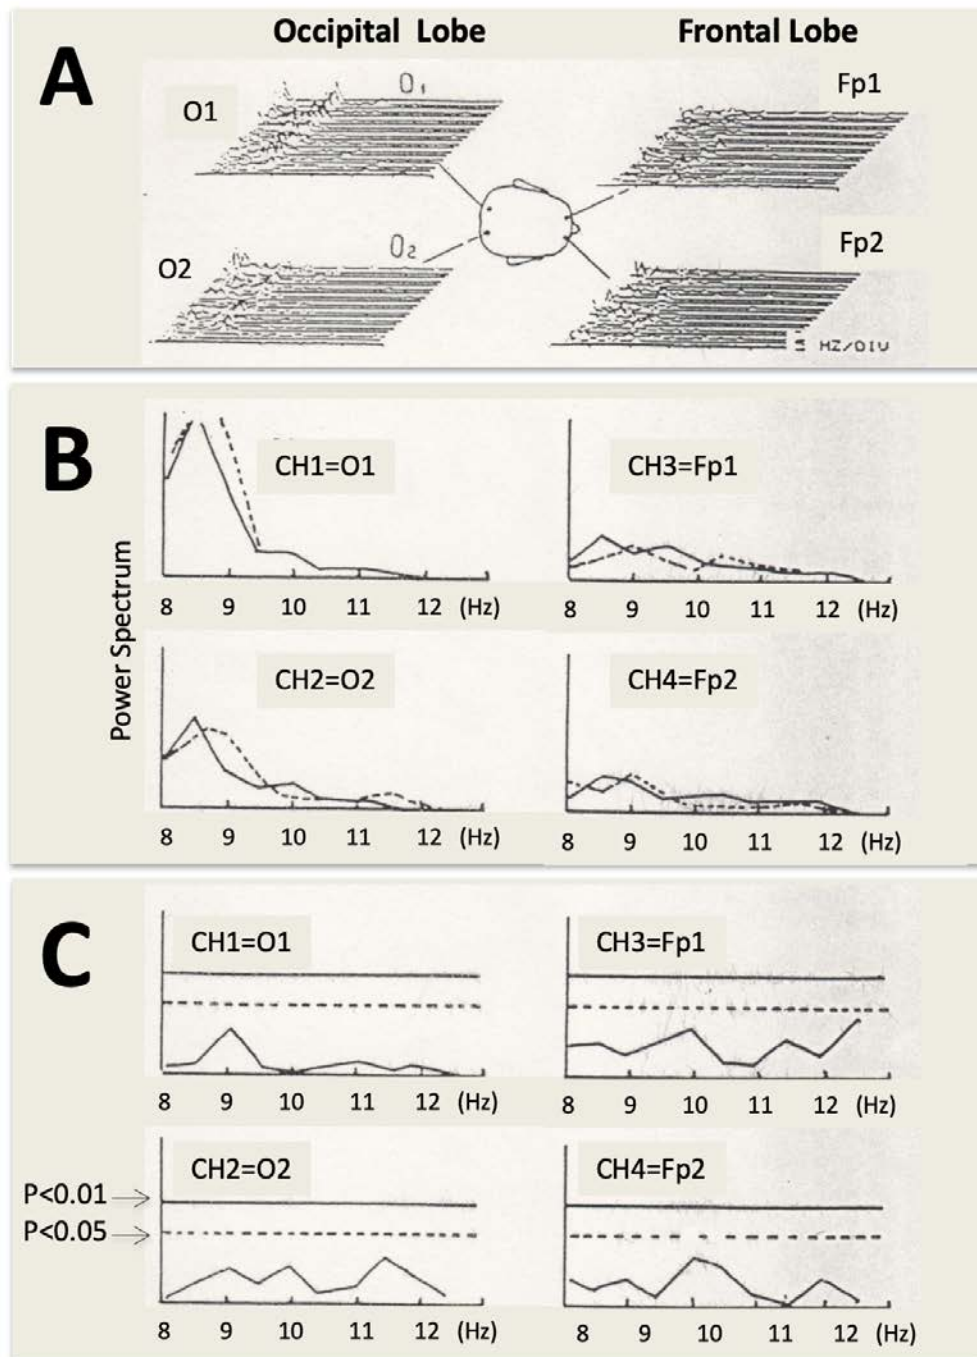 Occipital Lobe Frontal Lobe
A
O1 O₁ Fp1
O2 O₂ Fp2
HZ/DIV
B
Power Spectrum
CH1=O1 CH3=Fp1
8 9 10 11 12 (Hz) 8 9 10 11 12 (Hz)
CH2=O2 CH4=Fp2
8 9 10 11 12 (Hz) 8 9 10 11 12 (Hz)
C
CH1=O1 CH3=Fp1
8 9 10 11 12 (Hz) 8 9 10 11 12 (Hz)
CH2=O2 CH4=Fp2
P<0.01
P<0.05
8 9 10 11 12 (Hz) 8 9 10 11 12 (Hz)